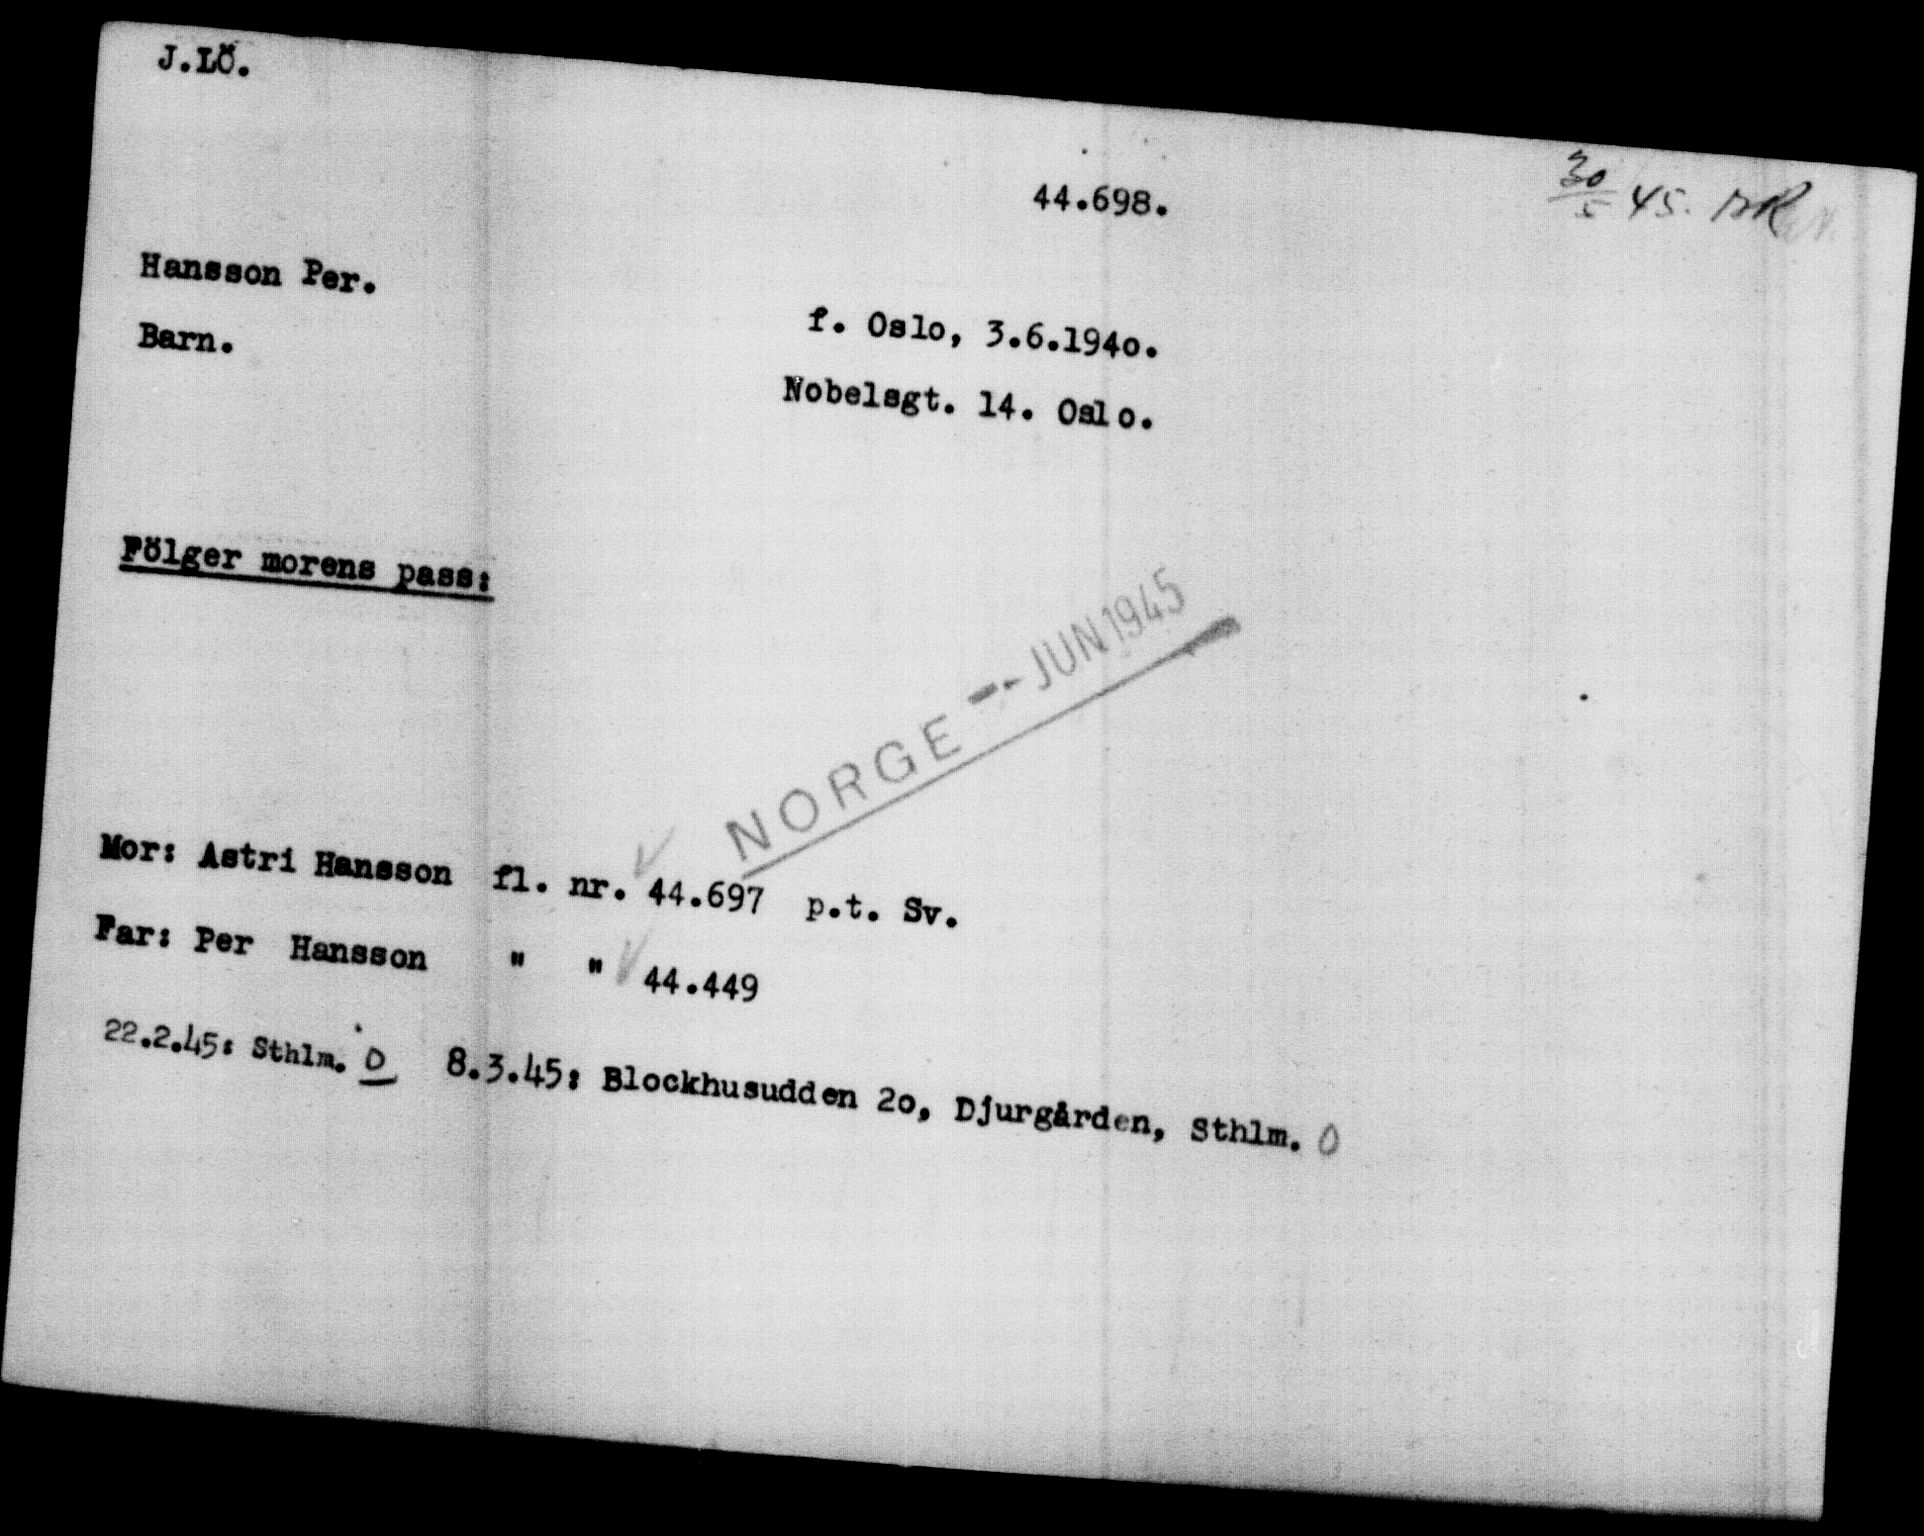 J.LÖ.
44.698.
30/5 45.
Hansson Per.
f. Oslo, 3.6.1940.
Barn.
Nobelsgt. 14. Oslo.
Fölger morens pass:
NORGE -- JUN 1945
Mor: Astri Hansson fl. nr. 44.697 p.t. Sv.
Far: Per Hansson " " 44.449
22.2.45: Sthlm. O 8.3.45: Blockhusudden 20, Djurgården, Sthlm. O